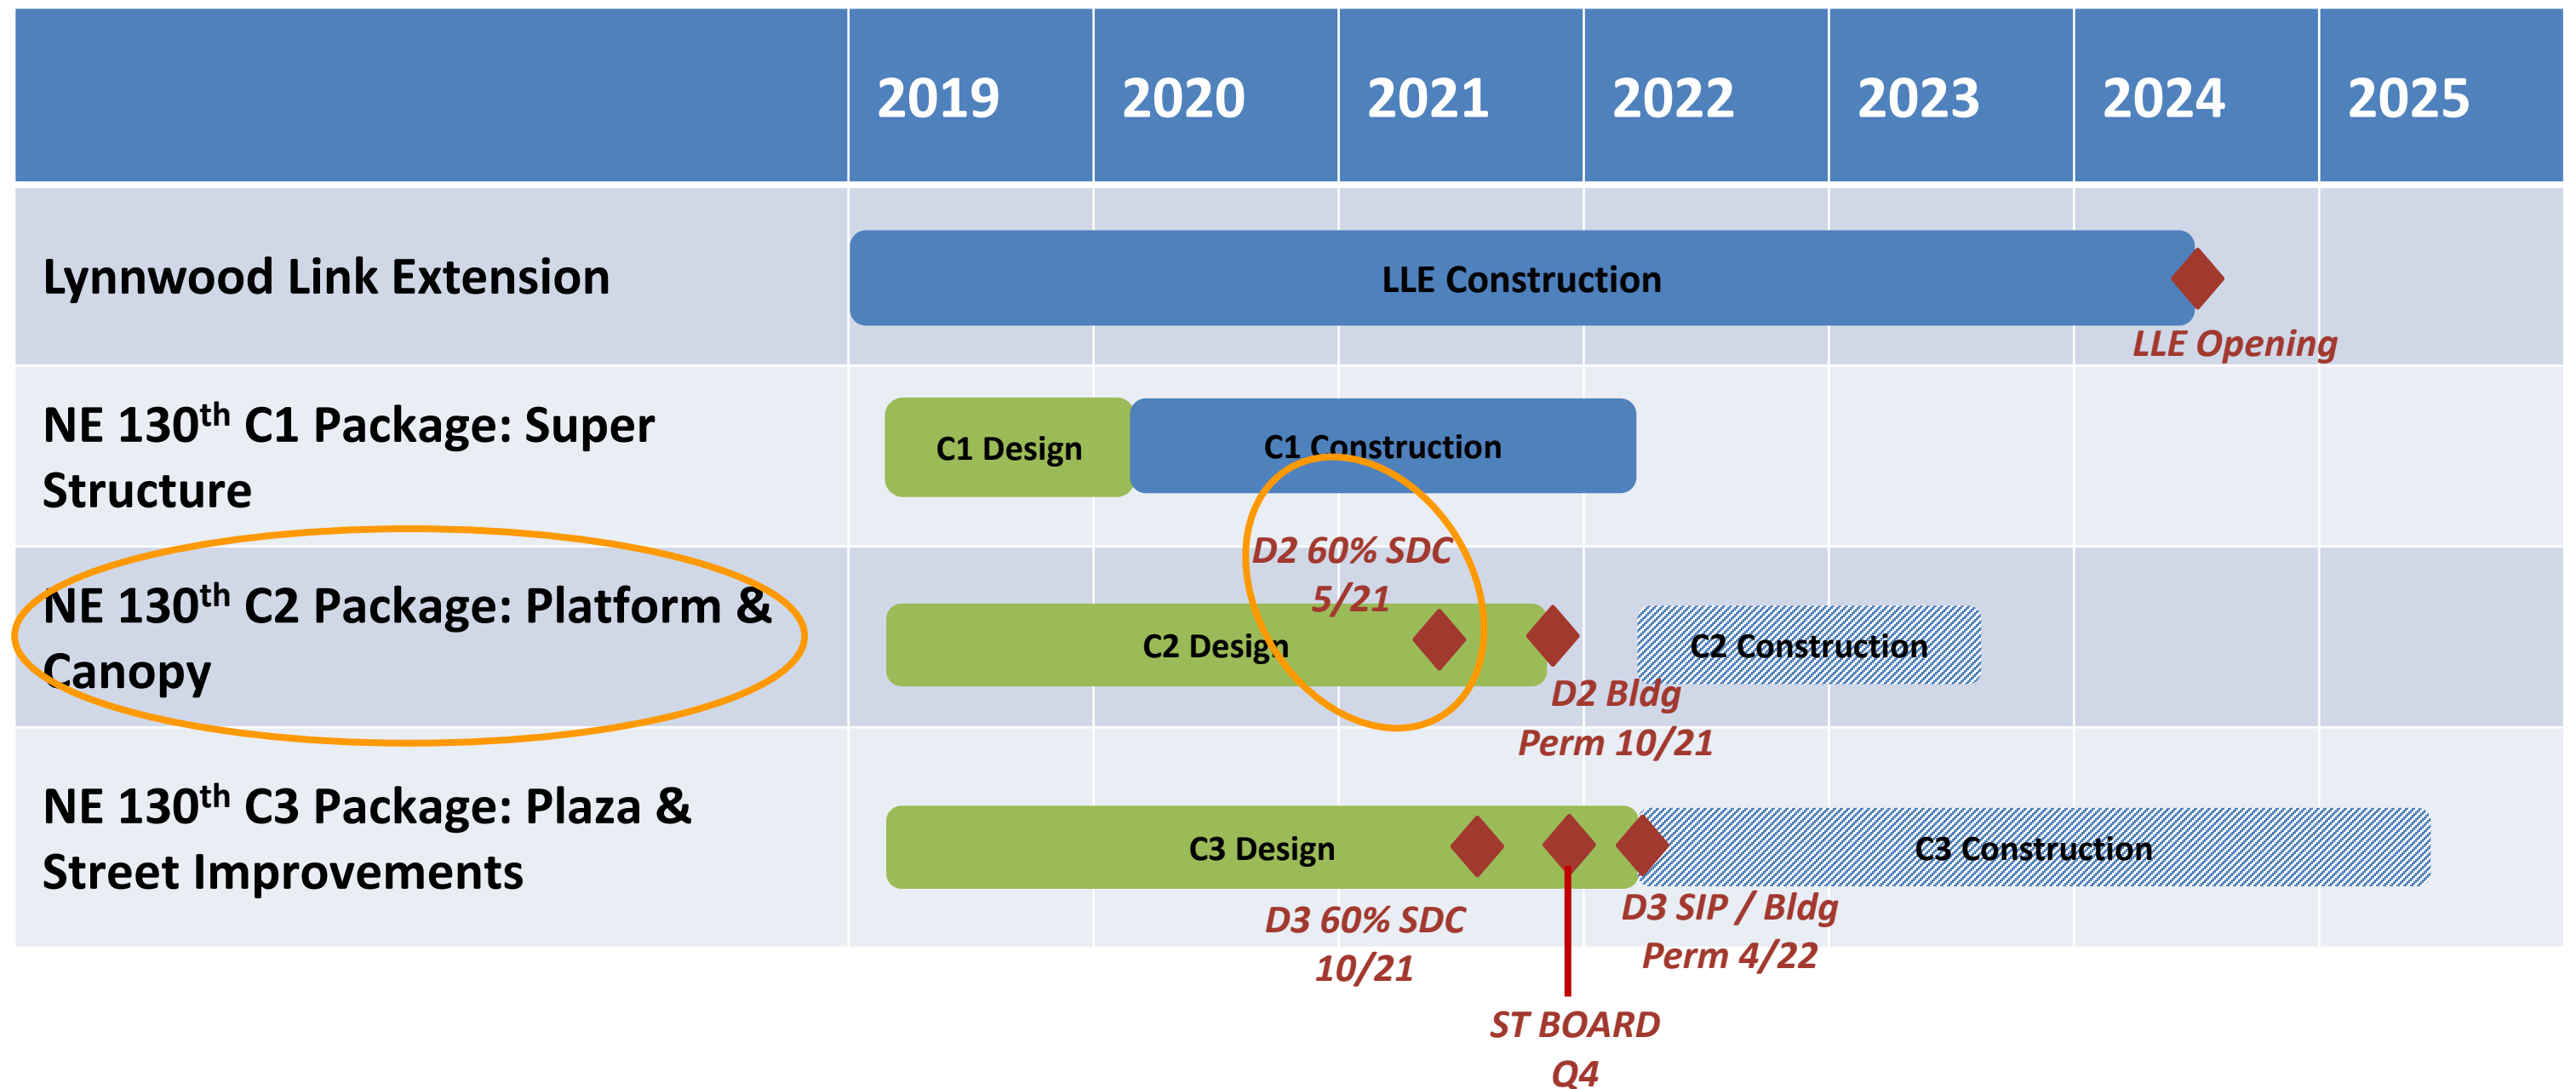 2019 2020 2021 2022 2023 2024 2025
Lynnwood Link Extension
LLE Construction
LLE Opening
NE 130th C1 Package: Super
Structure
C1 Design
C1 Construction
NE 130th C2 Package: Platform &
Canopy
D2 60% SDC
5/21
C2 Design
C2 Construction
D2 Bldg
Perm 10/21
NE 130th C3 Package: Plaza &
Street Improvements
C3 Design
C3 Construction
D3 60% SDC
10/21
D3 SIP / Bldg
Perm 4/22
ST BOARD
Q4